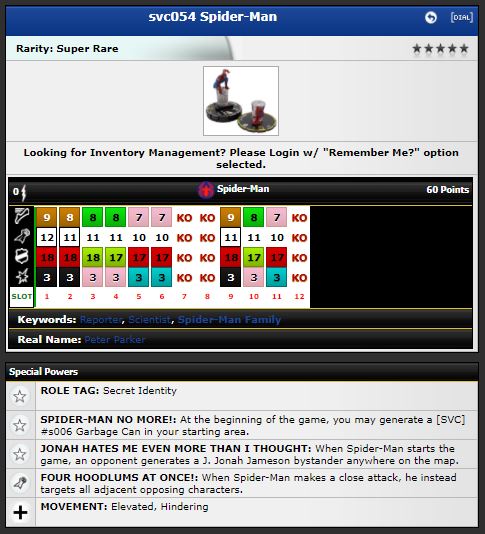 svc054 Spider-Man
[DIAL]
Rarity: Super Rare
Looking for Inventory Management? Please Login w/ "Remember Me?" option
selected.
0 Spider-Man 60 Points
9 8 8 8 7 7 KO KO 9 8 7 KO
12 11 11 11 10 10 KO KO 11 11 10 KO
18 18 18 18 17 17 KO KO 18 17 17 KO
3 3 3 3 3 3 KO KO 3 3 3 KO
SLOT 1 2 3 4 5 6 7 8 9 10 11 12
Keywords: Reporter, Scientist, Spider-Man Family
Real Name: Peter Parker
Special Powers
ROLE TAG: Secret Identity
SPIDER-MAN NO MORE!: At the beginning of the game, you may generate a [SVC]
#s006 Garbage Can in your starting area.
JONAH HATES ME EVEN MORE THAN I THOUGHT: When Spider-Man starts the
game, an opponent generates a J. Jonah Jameson bystander anywhere on the map.
FOUR HOODLUMS AT ONCE!: When Spider-Man makes a close attack, he instead
targets all adjacent opposing characters.
MOVEMENT: Elevated, Hindering